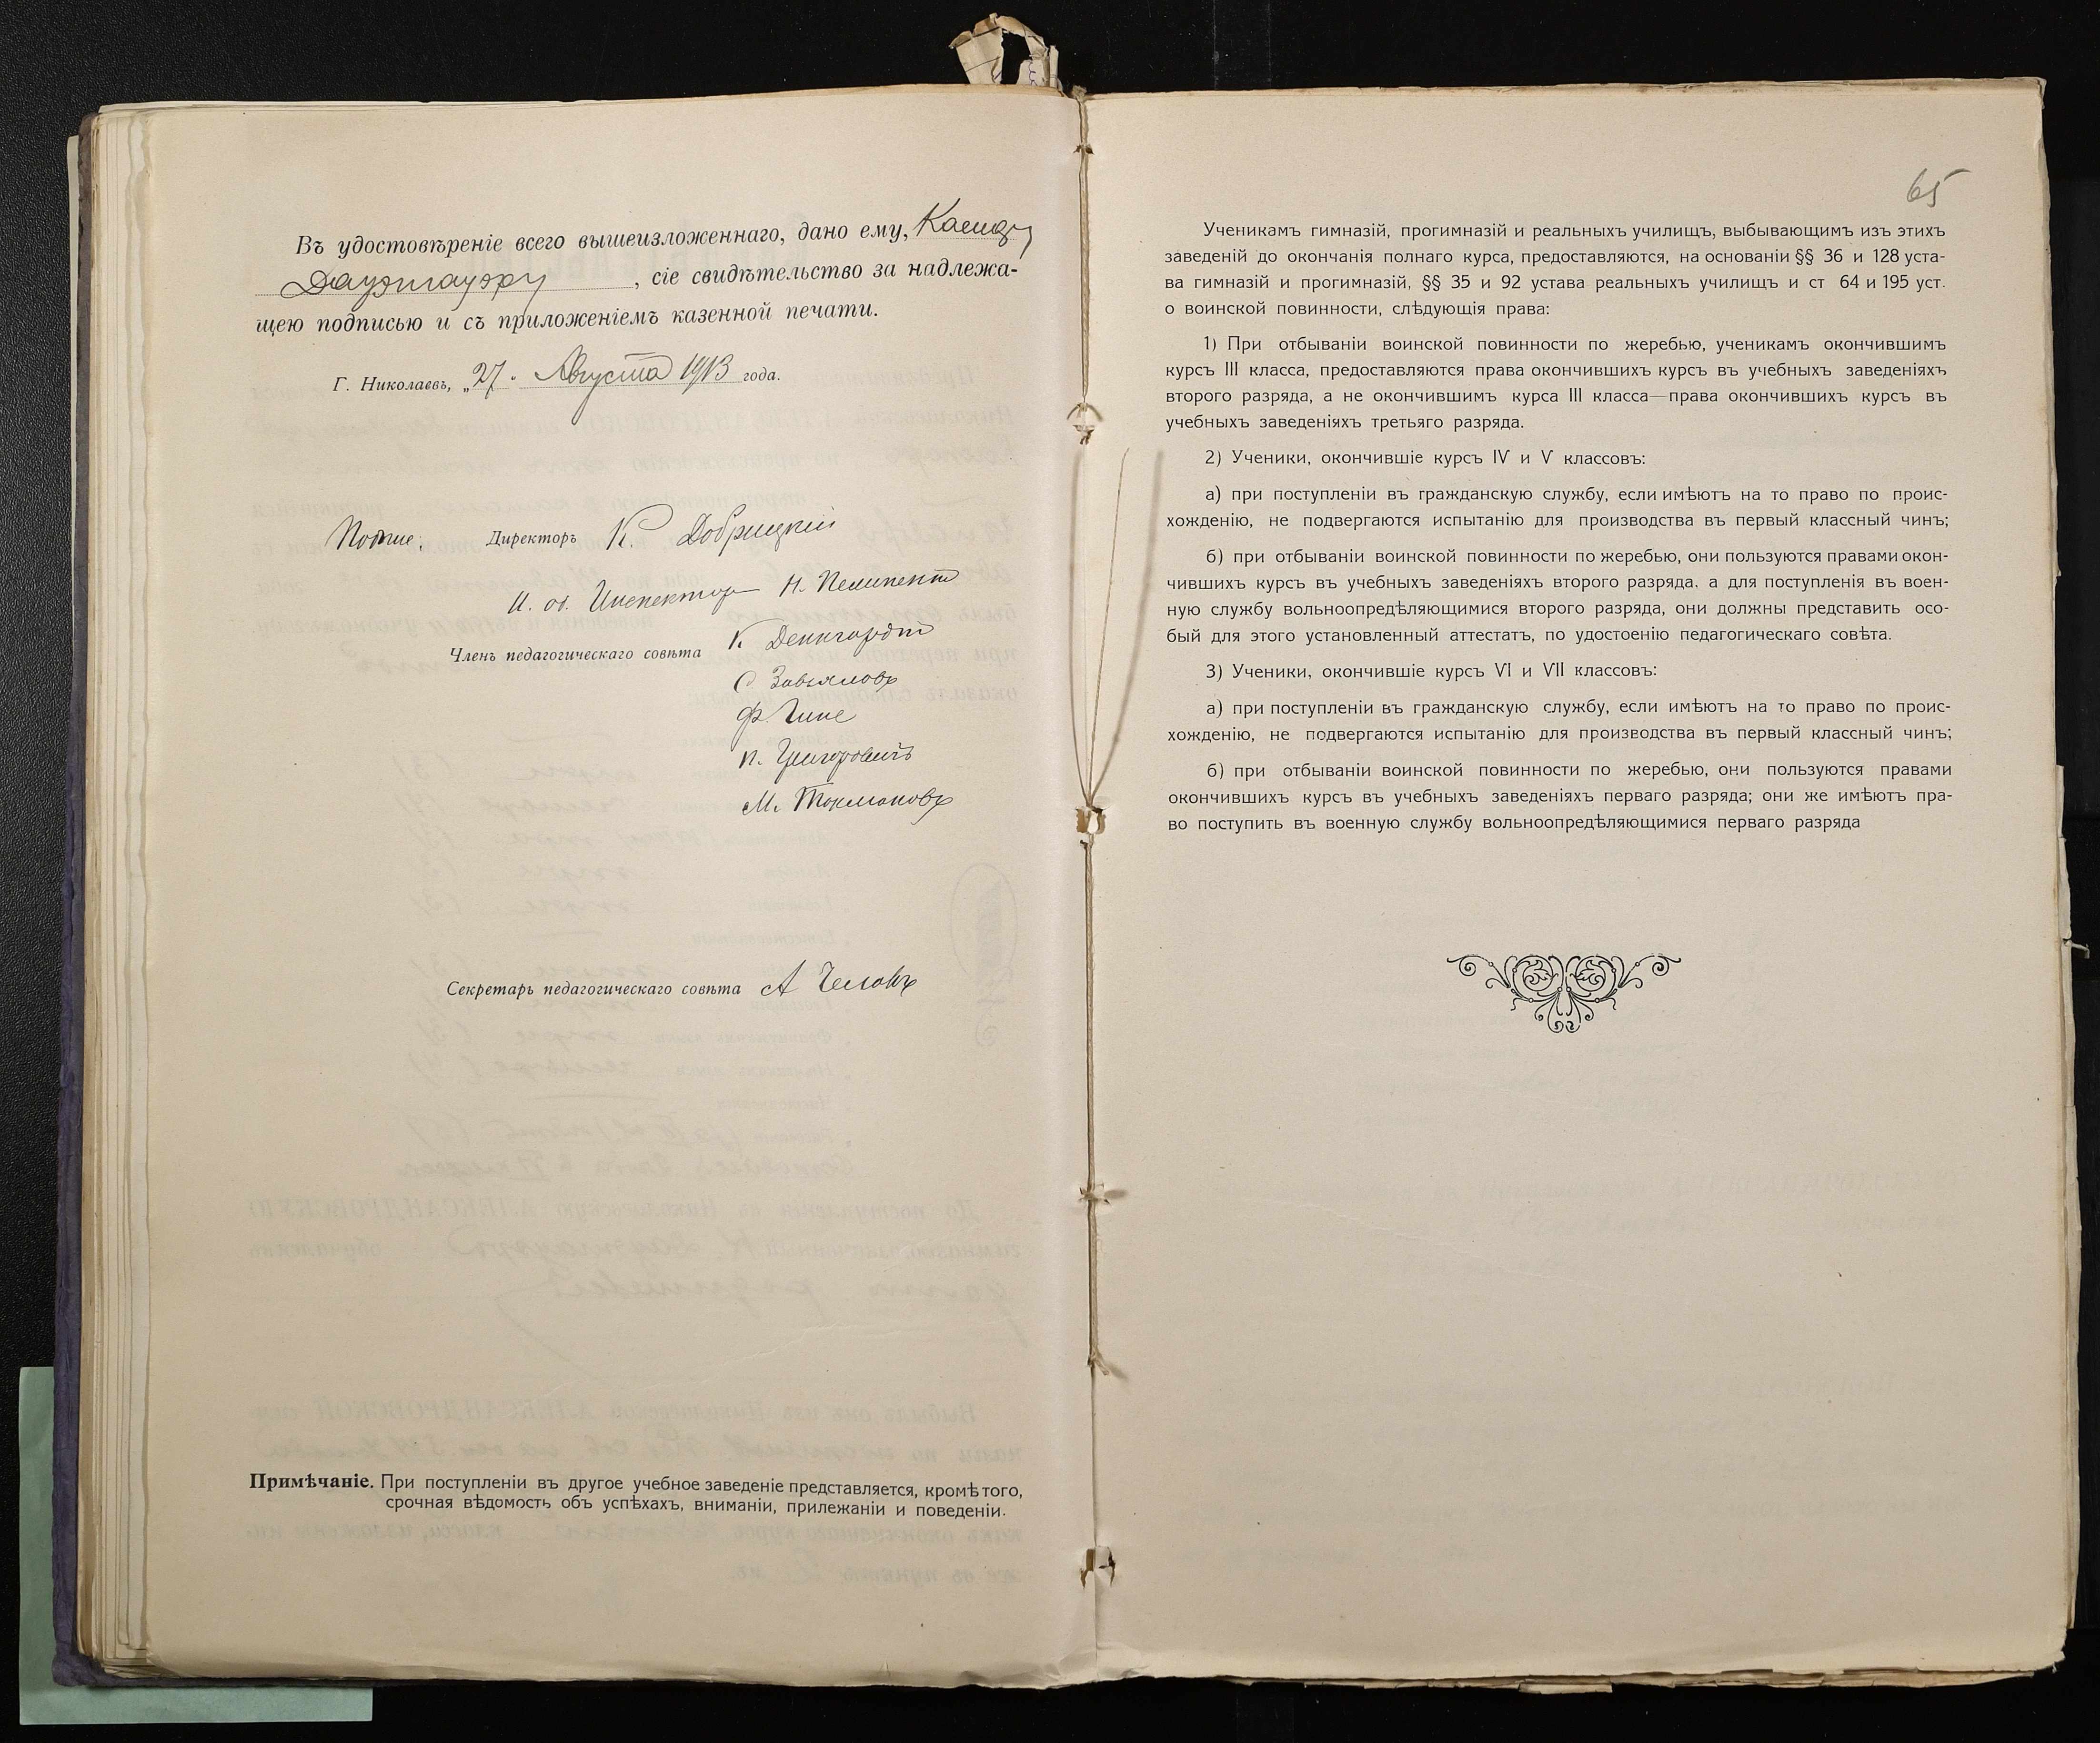 Въ удостовѣреніе всего вышеизложеннаго, дано ему,
Даузгауэру, сіе свидѣтельство за надлежа-
щею подписью и съ приложеніемъ казенной печати.
Г. Николаевъ, „27" Августа 1913 года.
Директоръ К. Добрицкій
И. об. Инспектора Н.
Членъ педагогическаго совѣта К
С Завьяловъ
Ф
П. Григоровичъ
М. Токмаковъ
Секретарь педагогическаго совѣта А
Примѣчаніе. При поступленіи въ другое учебное заведеніе представляется, кромѣ того,
срочная вѣдомость объ успѣхахъ, вниманіи, прилежаніи и поведеніи.
65
Ученикамъ гимназій, прогимназій и реальныхъ училищъ, выбывающимъ изъ этихъ
заведеній до окончанія полнаго курса, предоставляются, на основаніи §§ 36 и 128 уста-
ва гимназій и прогимназій, §§ 35 и 92 устава реальныхъ училищъ и ст 64 и 195 уст.
о воинской повинности, слѣдующія права:
1) При отбываніи воинской повинности по жеребью, ученикамъ окончившимъ
курсъ III класса, предоставляются права окончившихъ курсъ въ учебныхъ заведеніяхъ
второго разряда, а не окончившимъ курса III класса—права окончившихъ курсъ въ
учебныхъ заведеніяхъ третьяго разряда.
2) Ученики, окончившіе курсъ IV и V классовъ:
а) при поступленіи въ гражданскую службу, если имѣютъ на то право по проис-
хожденію, не подвергаются испытанію для производства въ первый классный чинъ;
б) при отбываніи воинской повинности по жеребью, они пользуются правами окон-
чившихъ курсъ въ учебныхъ заведеніяхъ второго разряда. а для поступленія въ воен-
ную службу вольноопредѣляющимися второго разряда, они должны представить осо-
бый для этого установленный аттестатъ, по удостоенію педагогическаго совѣта.
3) Ученики, окончившіе курсъ VI и VII классовъ:
а) при поступленіи въ гражданскую службу, если имѣютъ на то право по проис-
хожденію, не подвергаются испытанію для производства въ первый классный чинъ;
б) при отбываніи воинской повинности по жеребью, они пользуются правами
окончившихъ курсъ въ учебныхъ заведеніяхъ перваго разряда; они же имѣютъ пра-
во поступить въ военную службу вольноопредѣляющимися перваго разряда